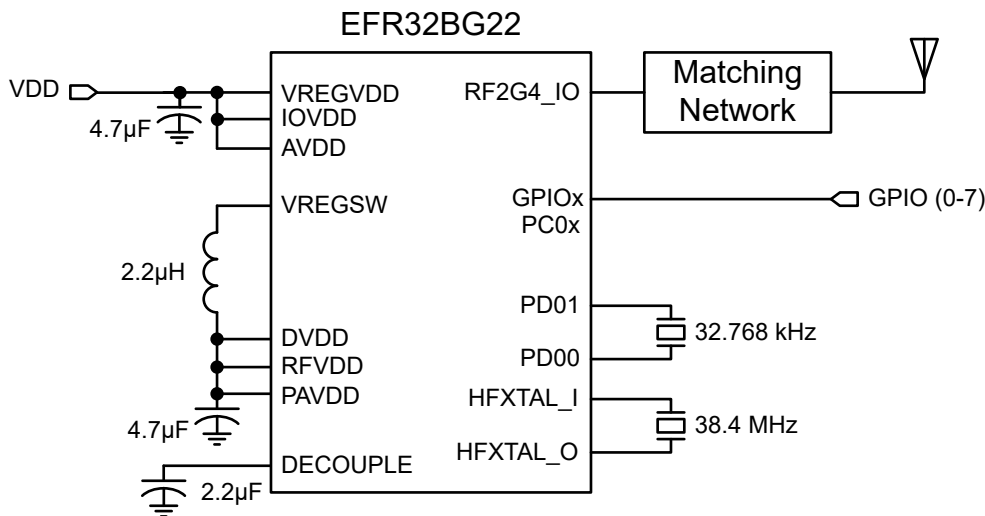 EFR32BG22
VDD
4.7µF
VREGVDD
IOVDD
AVDD
VREGSW
2.2µH
DVDD
RFVDD
PAVDD
4.7µF
DECOUPLE
2.2µF
RF2G4_IO
Matching
Network
GPIOx
PC0x
GPIO (0-7)
PD01
PD00
32.768 kHz
HFXTAL_I
HFXTAL_O
38.4 MHz